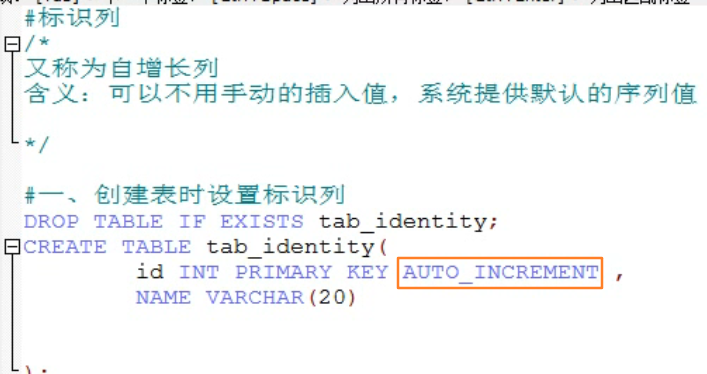 #标识列
/*
又称为自增长列
含义：可以不用手动的插入值，系统提供默认的序列值
*/
#一、创建表时设置标识列
DROP TABLE IF EXISTS tab_identity;
CREATE TABLE tab_identity(
id INT PRIMARY KEY AUTO_INCREMENT ,
NAME VARCHAR(20)
);